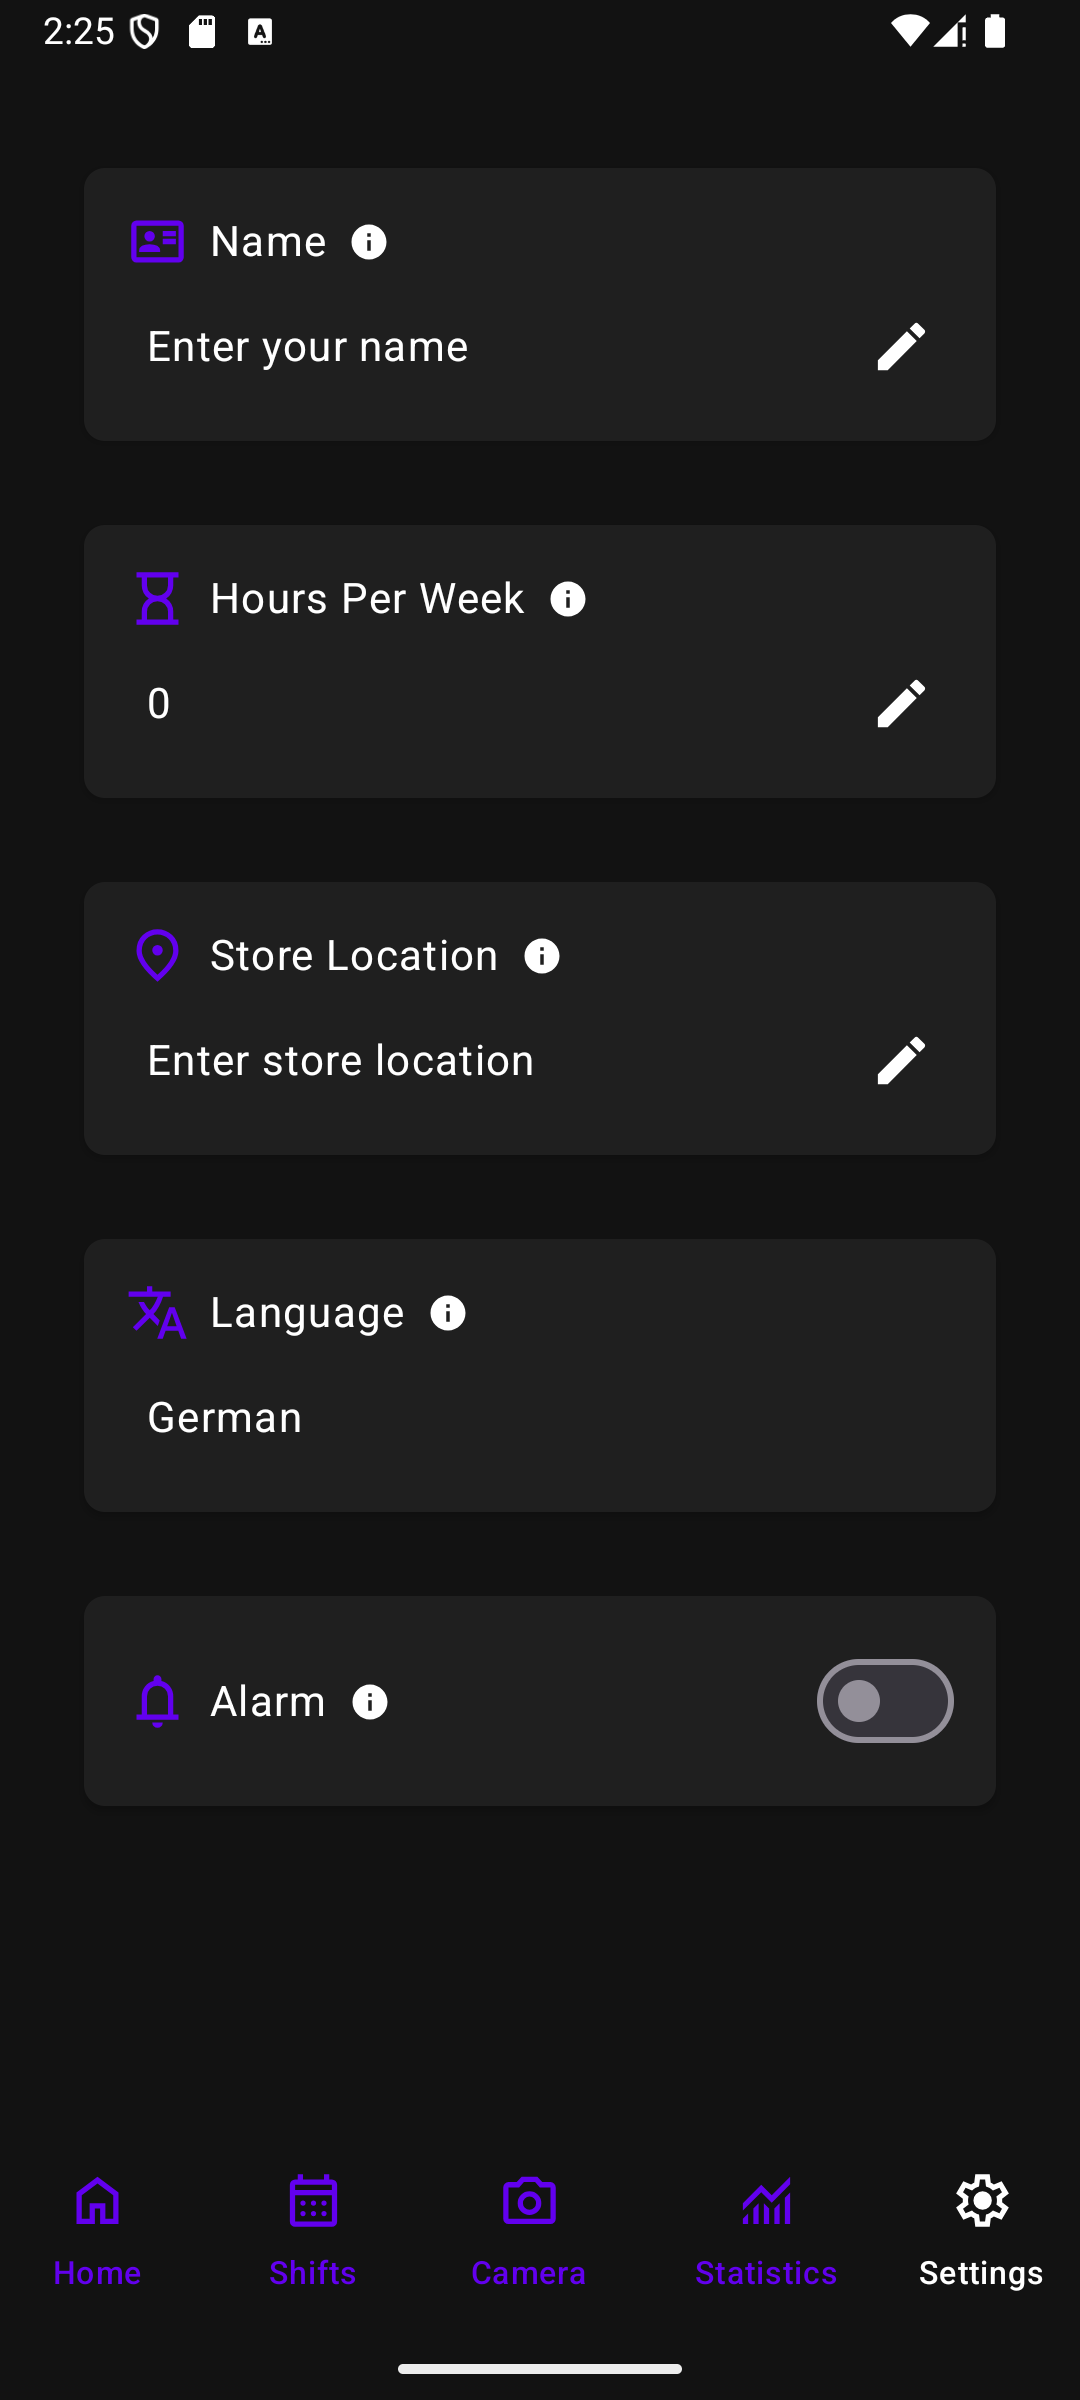 2:25
Name
Enter your name
Hours Per Week
0
Store Location
Enter store location
Language
German
Alarm
Home
Shifts
Camera
Statistics
Settings